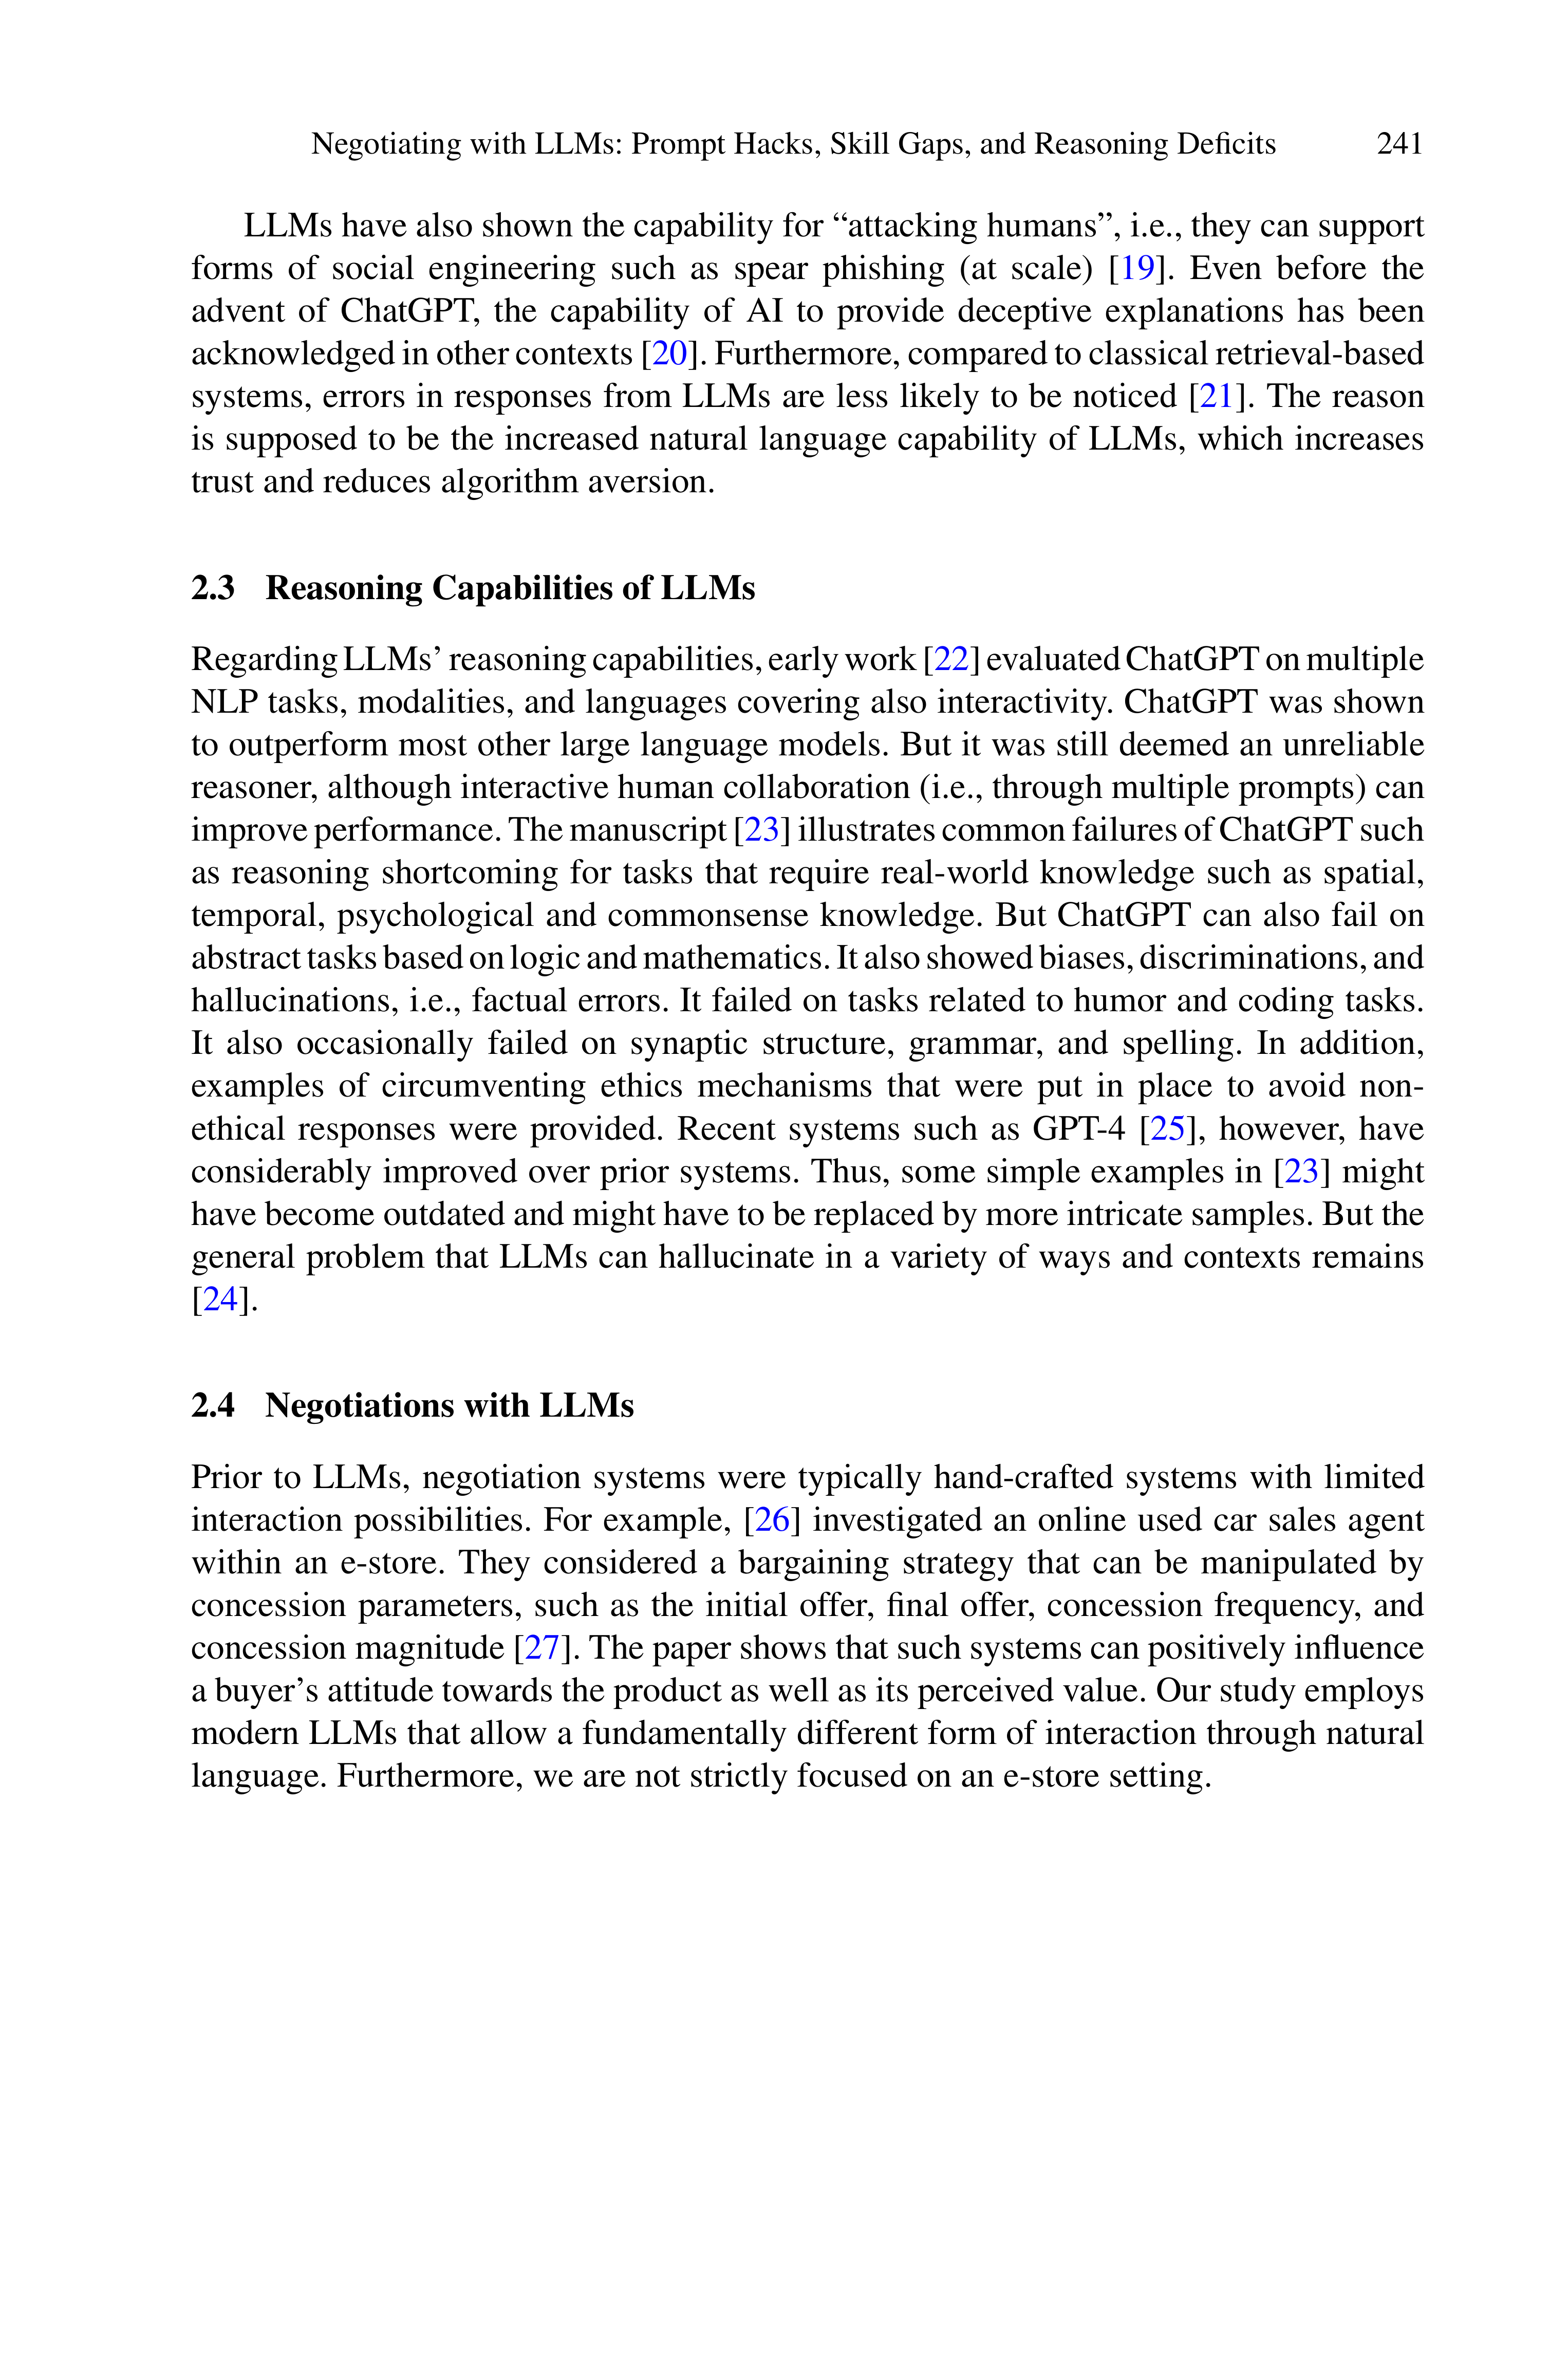 Negotiating with LLMs: Prompt Hacks, Skill Gaps, and Reasoning Deficits 241
LLMs have also shown the capability for “attacking humans”, i.e., they can support
forms of social engineering such as spear phishing (at scale) [19]. Even before the
advent of ChatGPT, the capability of AI to provide deceptive explanations has been
acknowledged in other contexts [20]. Furthermore, compared to classical retrieval-based
systems, errors in responses from LLMs are less likely to be noticed [21]. The reason
is supposed to be the increased natural language capability of LLMs, which increases
trust and reduces algorithm aversion.
2.3 Reasoning Capabilities of LLMs
Regarding LLMs’ reasoning capabilities, early work [22] evaluated ChatGPT on multiple
NLP tasks, modalities, and languages covering also interactivity. ChatGPT was shown
to outperform most other large language models. But it was still deemed an unreliable
reasoner, although interactive human collaboration (i.e., through multiple prompts) can
improve performance. The manuscript [23] illustrates common failures of ChatGPT such
as reasoning shortcoming for tasks that require real-world knowledge such as spatial,
temporal, psychological and commonsense knowledge. But ChatGPT can also fail on
abstract tasks based on logic and mathematics. It also showed biases, discriminations, and
hallucinations, i.e., factual errors. It failed on tasks related to humor and coding tasks.
It also occasionally failed on synaptic structure, grammar, and spelling. In addition,
examples of circumventing ethics mechanisms that were put in place to avoid non-
ethical responses were provided. Recent systems such as GPT-4 [25], however, have
considerably improved over prior systems. Thus, some simple examples in [23] might
have become outdated and might have to be replaced by more intricate samples. But the
general problem that LLMs can hallucinate in a variety of ways and contexts remains
[24].
2.4 Negotiations with LLMs
Prior to LLMs, negotiation systems were typically hand-crafted systems with limited
interaction possibilities. For example, [26] investigated an online used car sales agent
within an e-store. They considered a bargaining strategy that can be manipulated by
concession parameters, such as the initial offer, final offer, concession frequency, and
concession magnitude [27]. The paper shows that such systems can positively influence
a buyer’s attitude towards the product as well as its perceived value. Our study employs
modern LLMs that allow a fundamentally different form of interaction through natural
language. Furthermore, we are not strictly focused on an e-store setting.